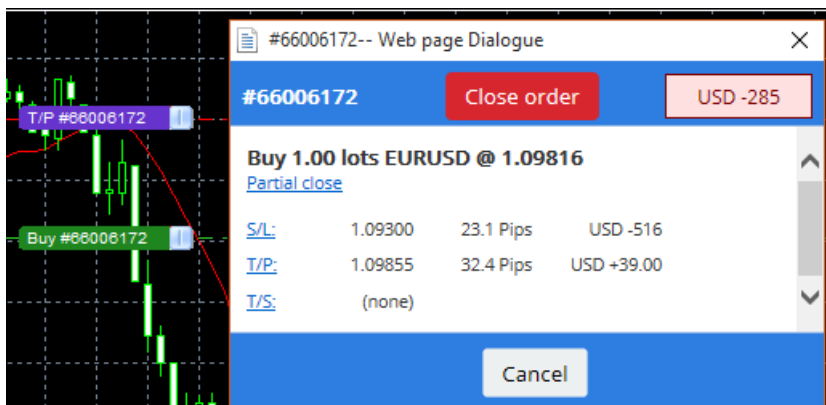 #66006172-- Web page Dialogue
#66006172 Close order USD -285
T/P #66006172
Buy 1.00 lots EURUSD @ 1.09816
Partial close
S/L: 1.09300 23.1 Pips USD -516
Buy #66006172
T/P: 1.09855 32.4 Pips USD +39.00
T/S: (none)
Cancel